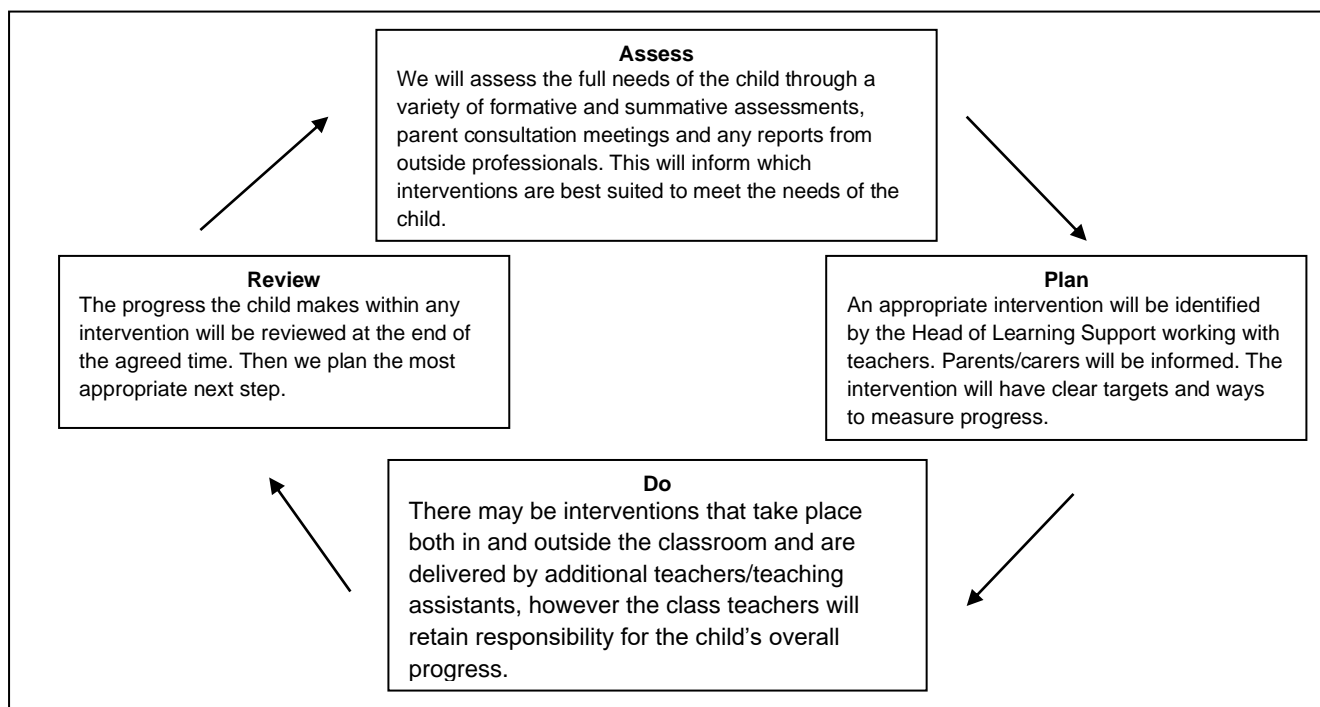 Assess
We will assess the full needs of the child through a
variety of formative and summative assessments,
parent consultation meetings and any reports from
outside professionals. This will inform which
interventions are best suited to meet the needs of the
child.
Plan
An appropriate intervention will be identified
by the Head of Learning Support working with
teachers. Parents/carers will be informed. The
intervention will have clear targets and ways
to measure progress.
Do
There may be interventions that take place
both in and outside the classroom and are
delivered by additional teachers/teaching
assistants, however the class teachers will
retain responsibility for the child’s overall
progress.
Review
The progress the child makes within any
intervention will be reviewed at the end of
the agreed time. Then we plan the most
appropriate next step.